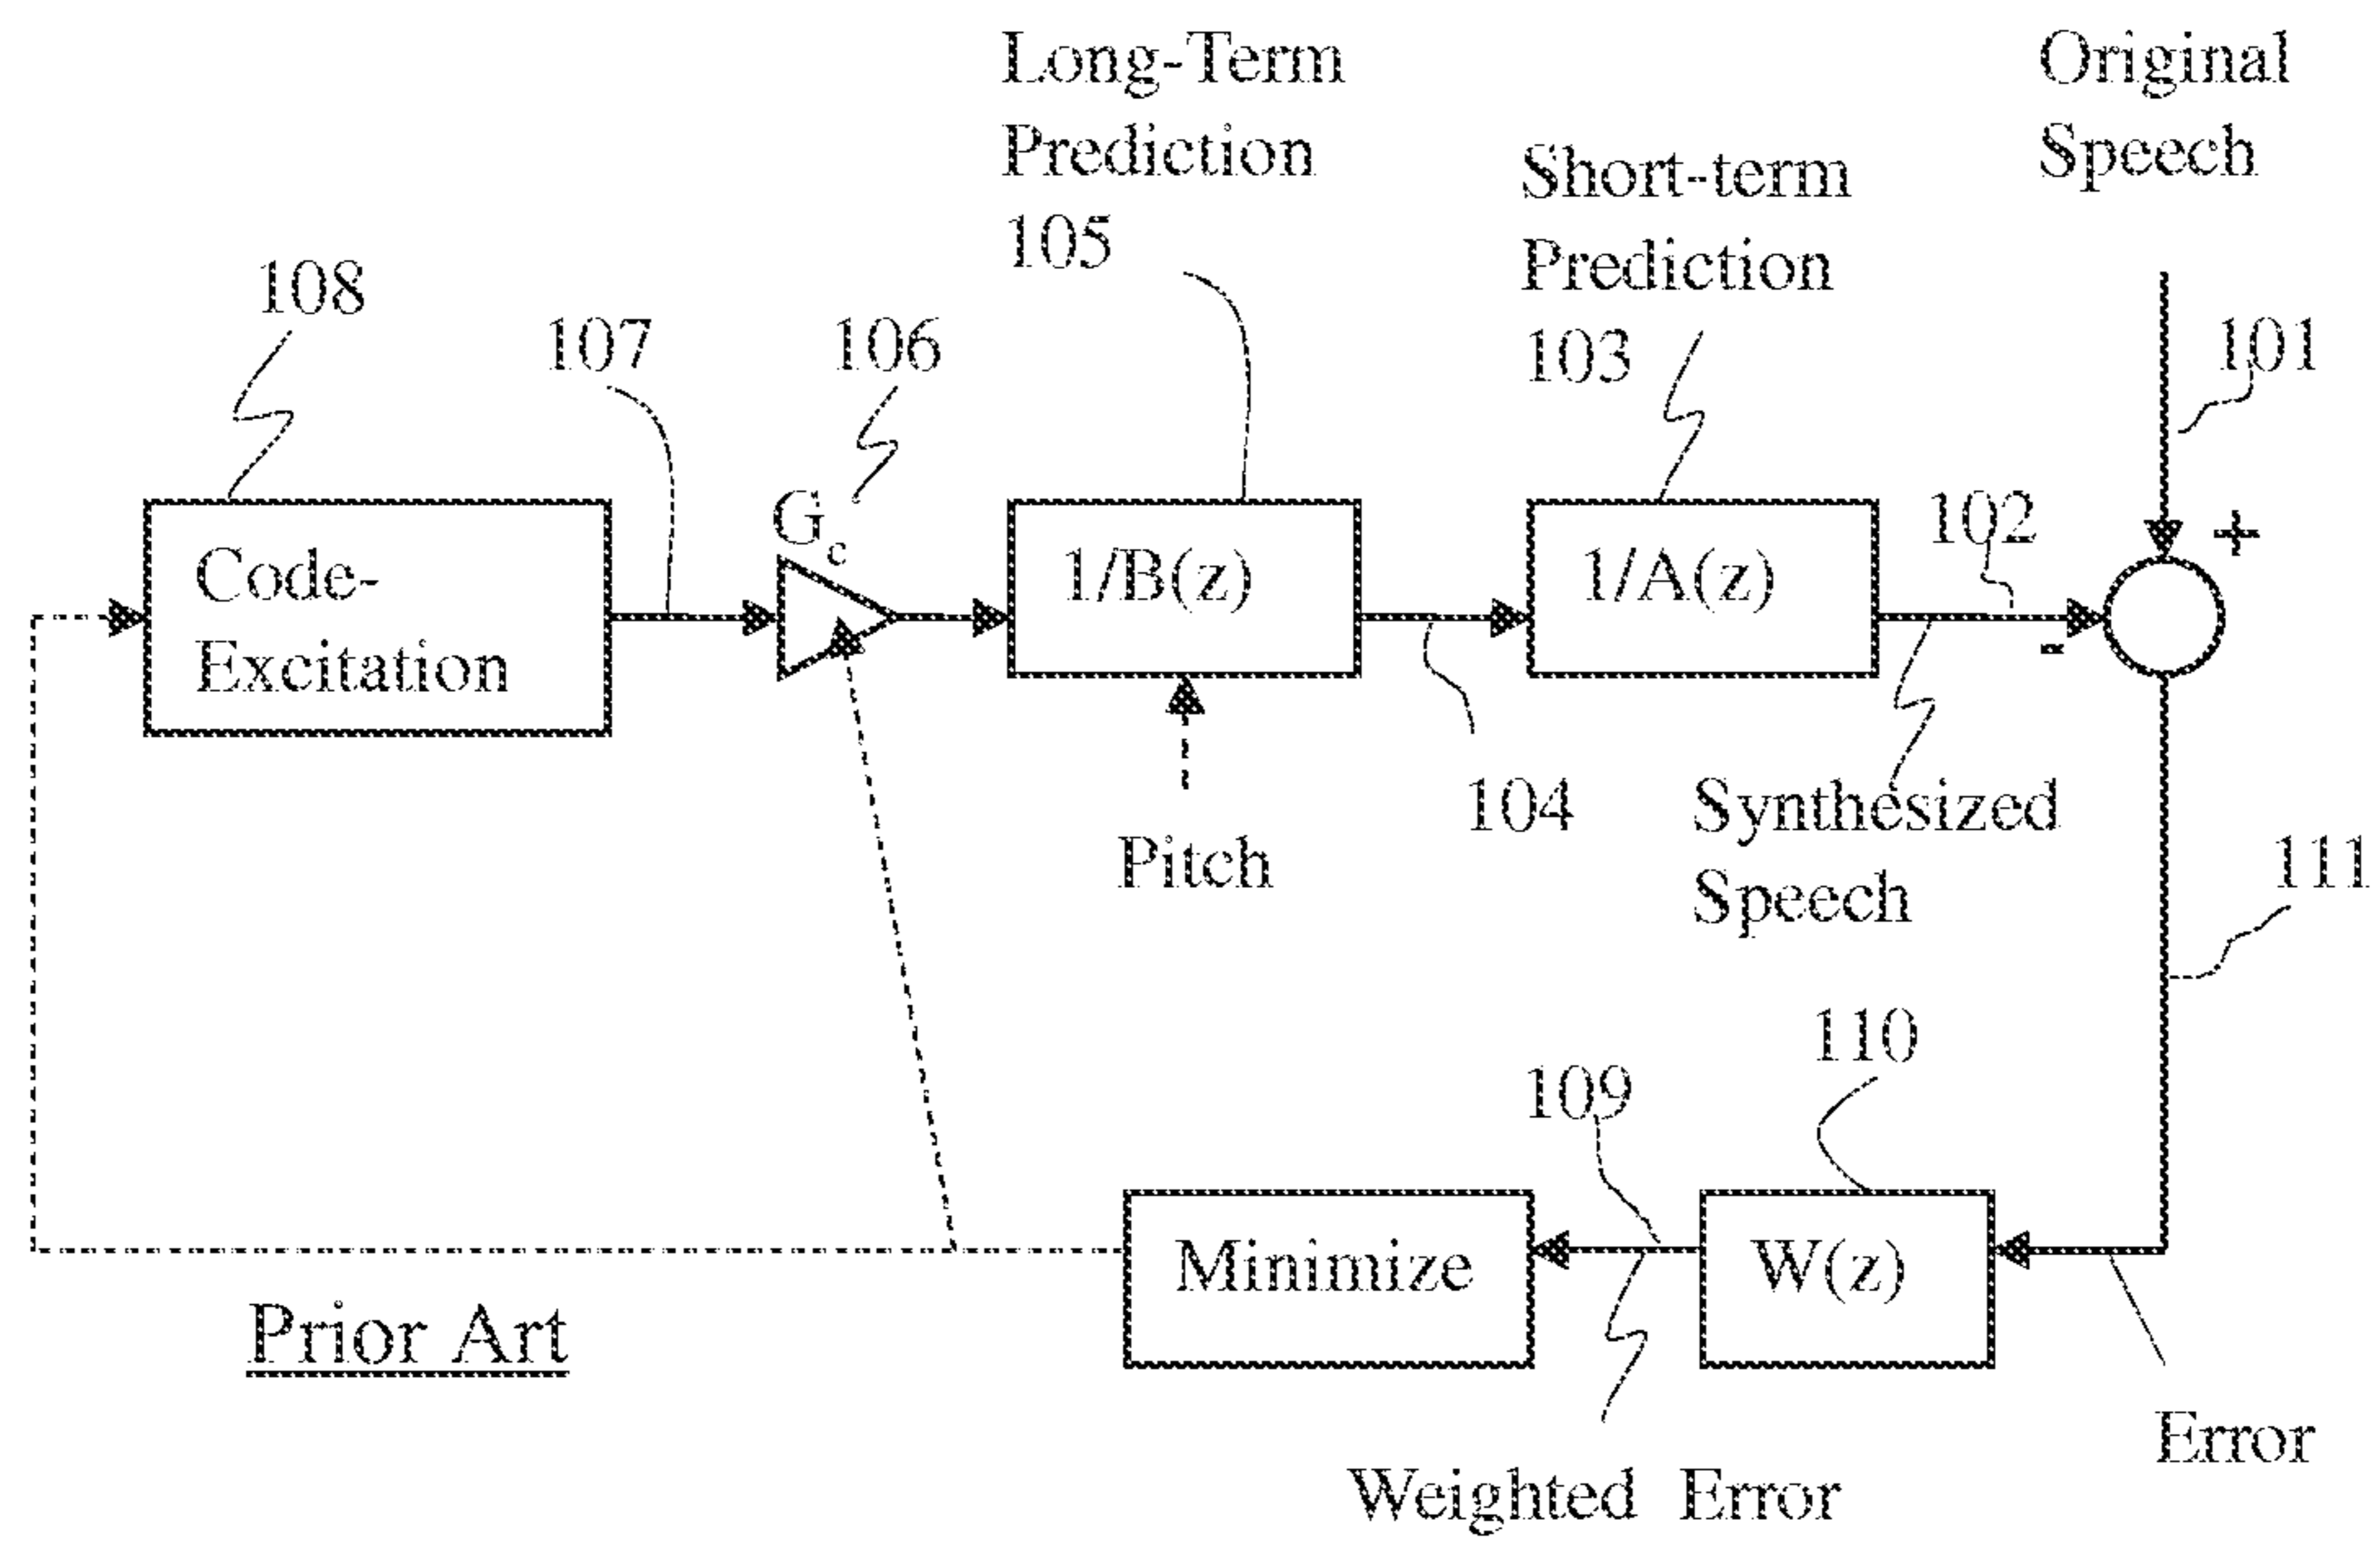 Long-Term
Prediction
105
Original
Speech
Short-term
Prediction
103
108
107
106
101
Gc
102
+
Code-
Excitation
1/B(z)
1/A(z)
-
104
Pitch
Synthesized
Speech
111
110
109
Minimize
W(z)
Prior Art
Error
Weighted Error